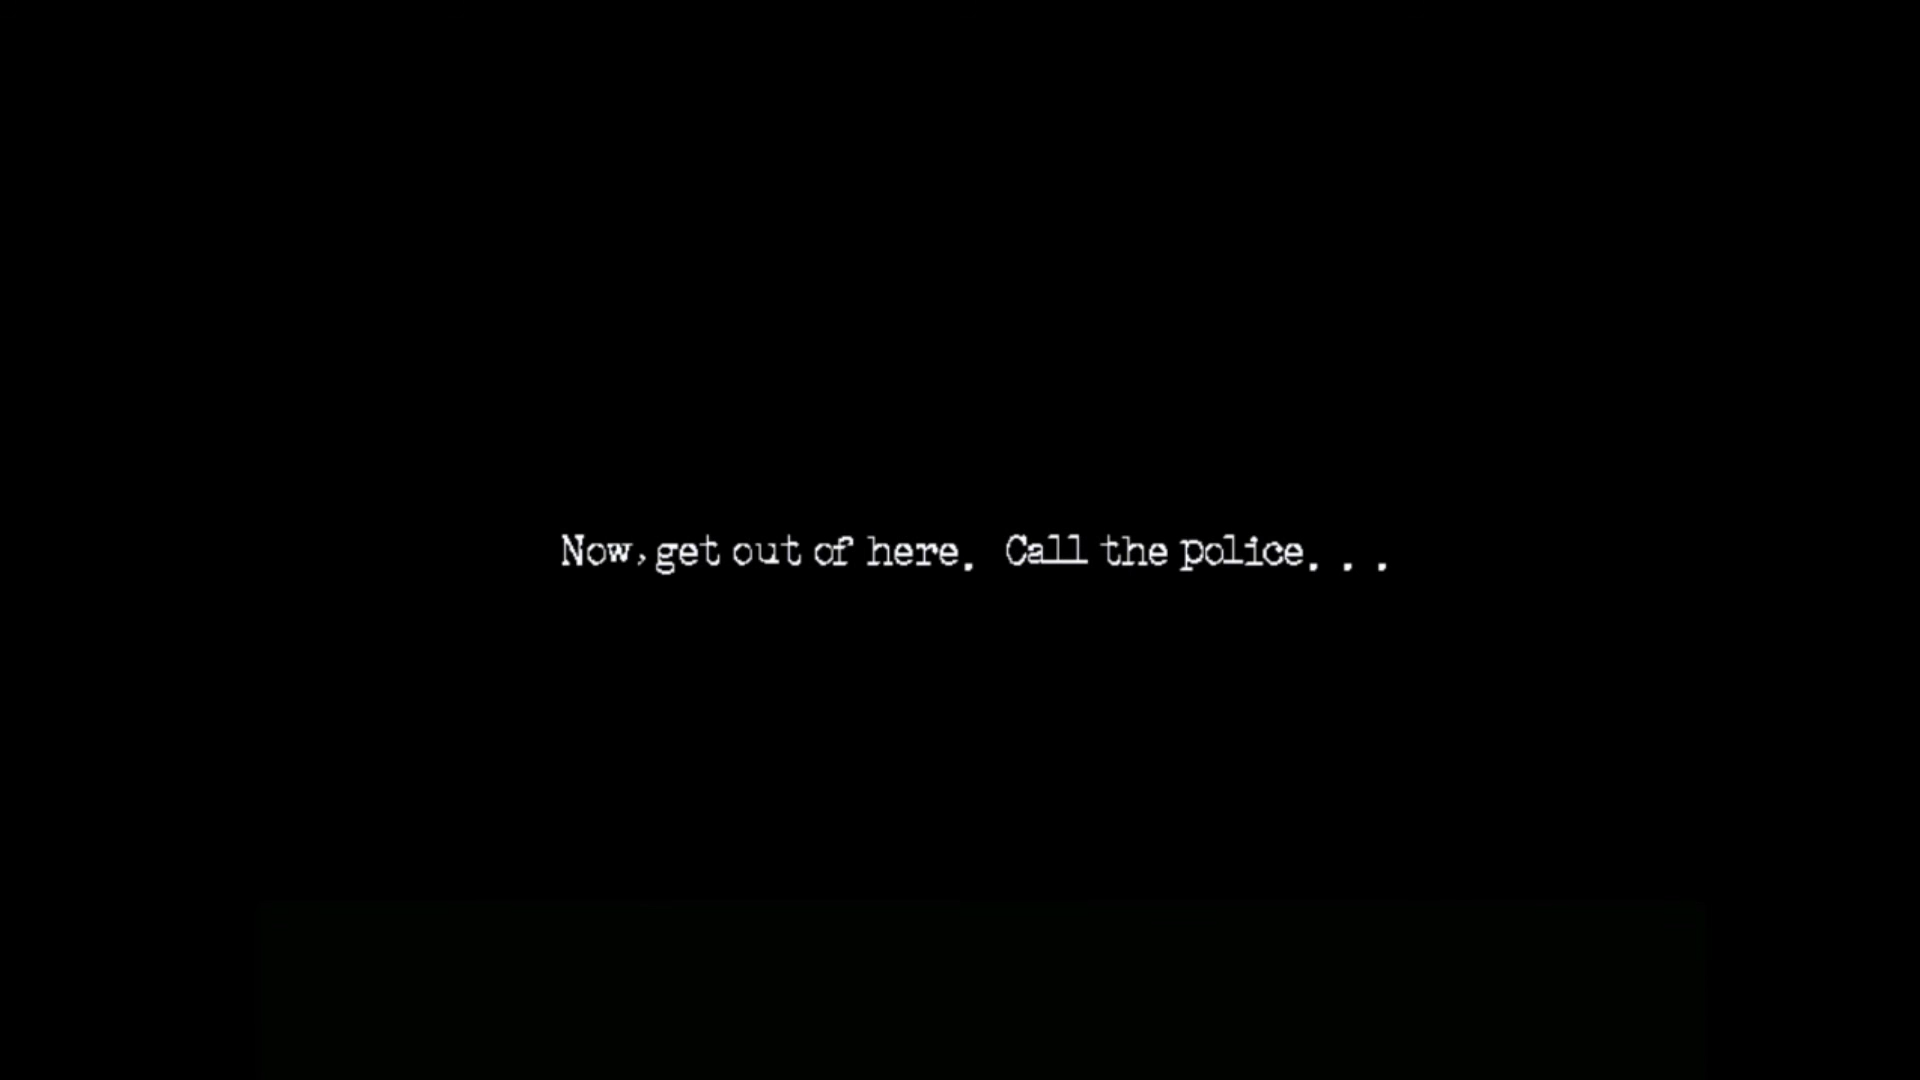 Now, get out of here. Call the police. . .